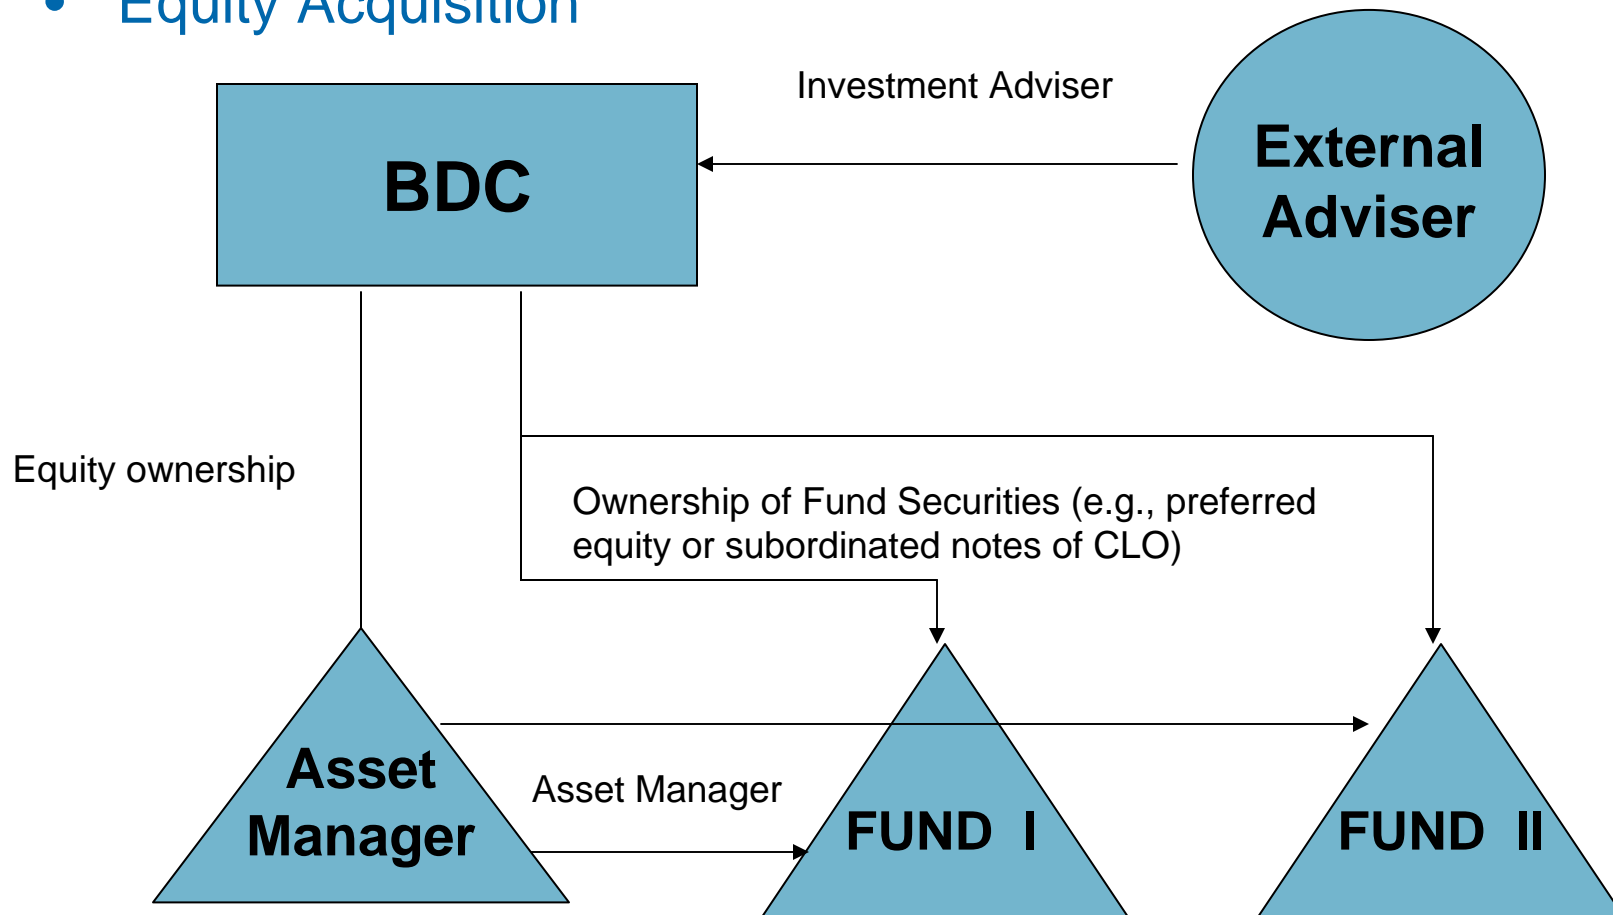 • Equity Acquisition
Investment Adviser
External
Adviser
BDC
Equity ownership
Ownership of Fund Securities (e.g., preferred
equity or subordinated notes of CLO)
Asset
Manager
Asset Manager
FUND I
FUND II